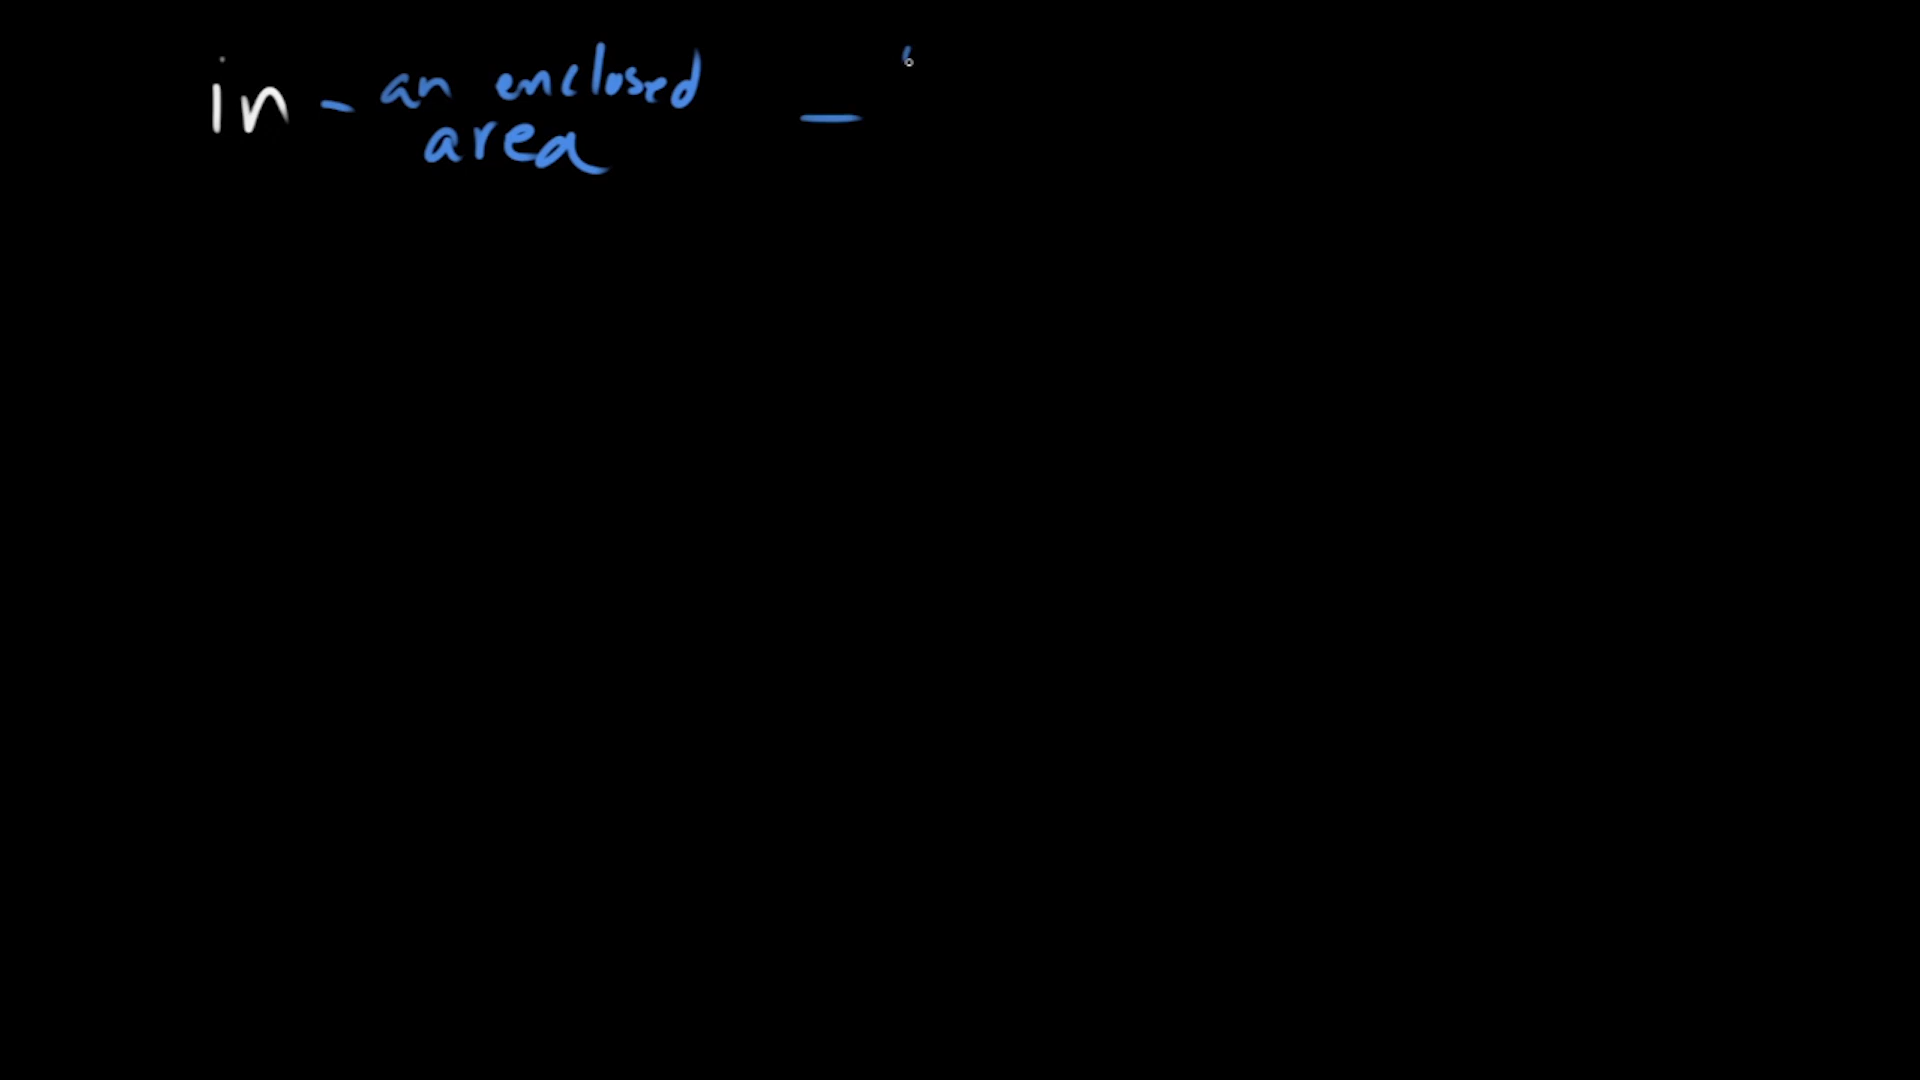 in - an enclosed —
area